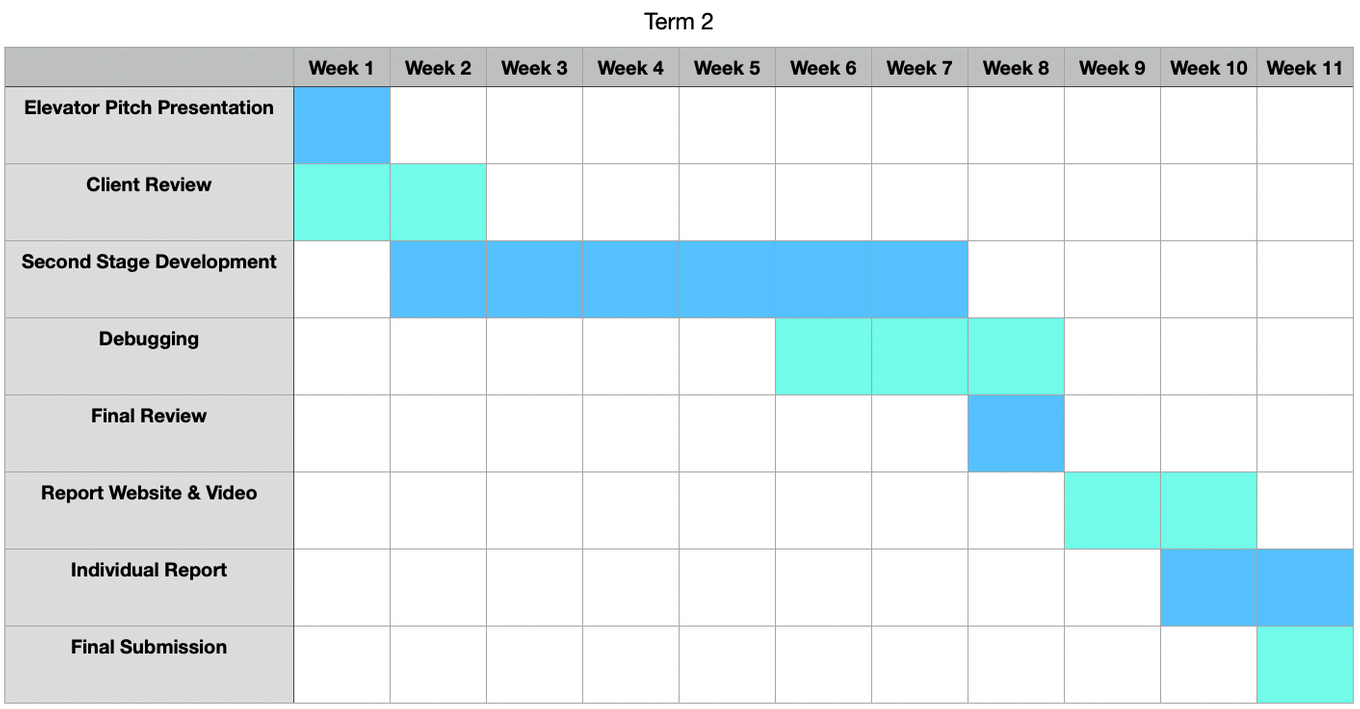 Term 2
Week 1 Week 2 Week 3 Week 4 Week 5 Week 6 Week 7 Week 8 Week 9 Week 10 Week 11
Elevator Pitch Presentation
Client Review
Second Stage Development
Debugging
Final Review
Report Website & Video
Individual Report
Final Submission